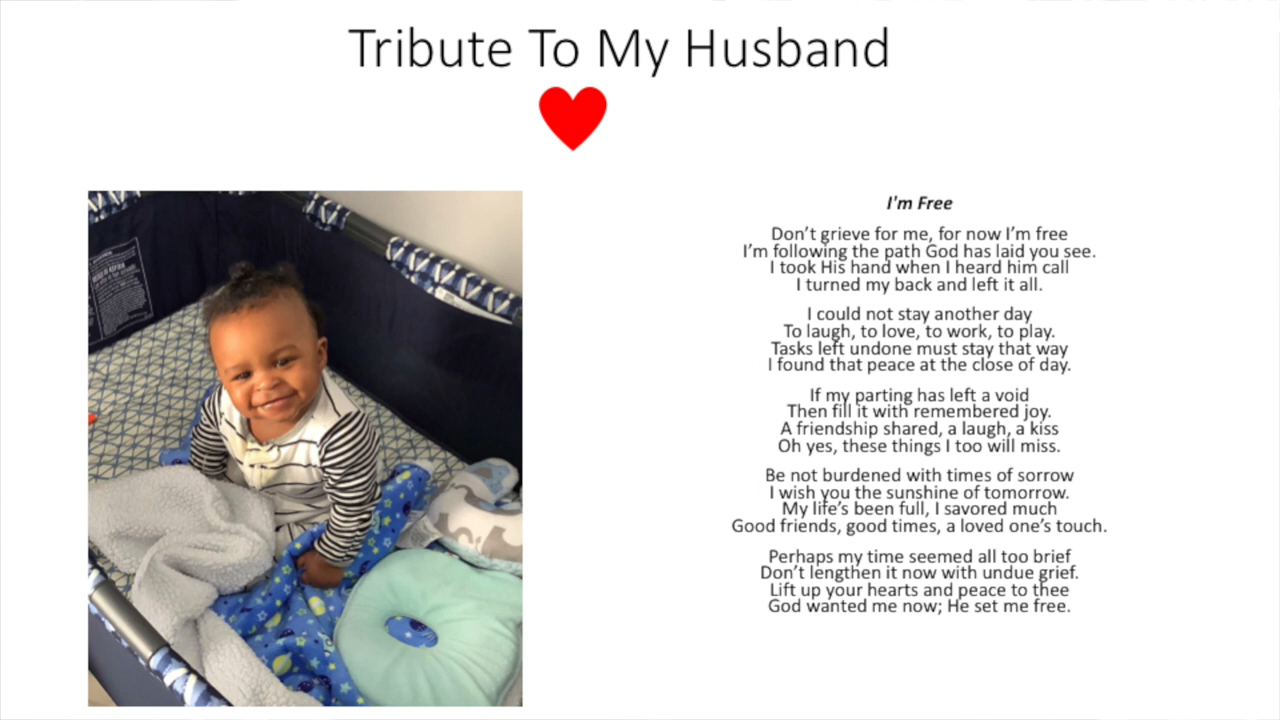 Tribute To My Husband
I'm Free
Don’t grieve for me, for now I’m free
I’m following the path God has laid you see.
I took His hand when I heard him call
I turned my back and left it all.
I could not stay another day
To laugh, to love, to work, to play.
Tasks left undone must stay that way
I found that peace at the close of day.
If my parting has left a void
Then fill it with remembered joy.
A friendship shared, a laugh, a kiss
Oh yes, these things I too will miss.
Be not burdened with times of sorrow
I wish you the sunshine of tomorrow.
My life’s been full, I savored much
Good friends, good times, a loved one’s touch.
Perhaps my time seemed all too brief
Don’t lengthen it now with undue grief.
Lift up your hearts and peace to thee
God wanted me now; He set me free.